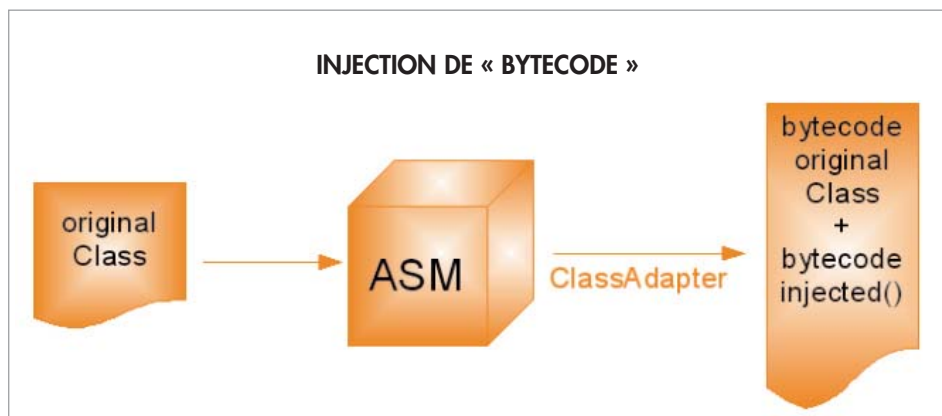 INJECTION DE « BYTECODE »
original
Class
ASM
ClassAdapter
bytecode
original
Class
+
bytecode
injected()